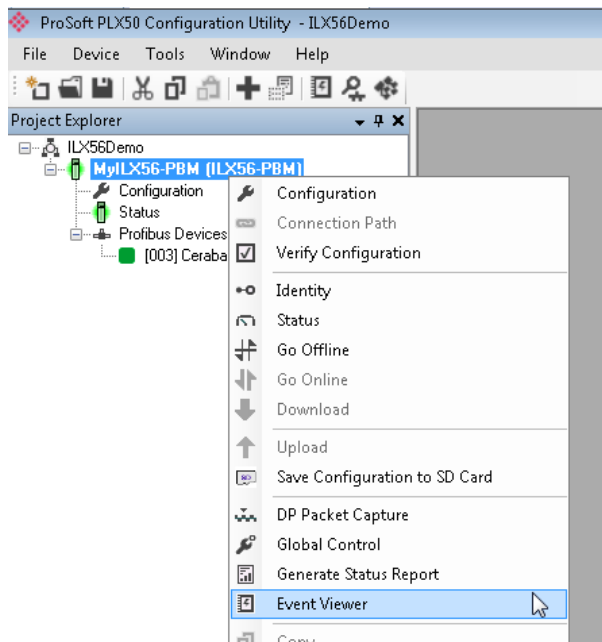 ProSoft PLX50 Configuration Utility - ILX56Demo
File Device Tools Window Help
Project Explorer
ILX56Demo
MyILX56-PBM (ILX56-PBM)
Configuration
Status
Profibus Devices
[003] Ceraba
Configuration
Connection Path
Verify Configuration
Identity
Status
Go Offline
Go Online
Download
Upload
Save Configuration to SD Card
DP Packet Capture
Global Control
Generate Status Report
Event Viewer
Copy